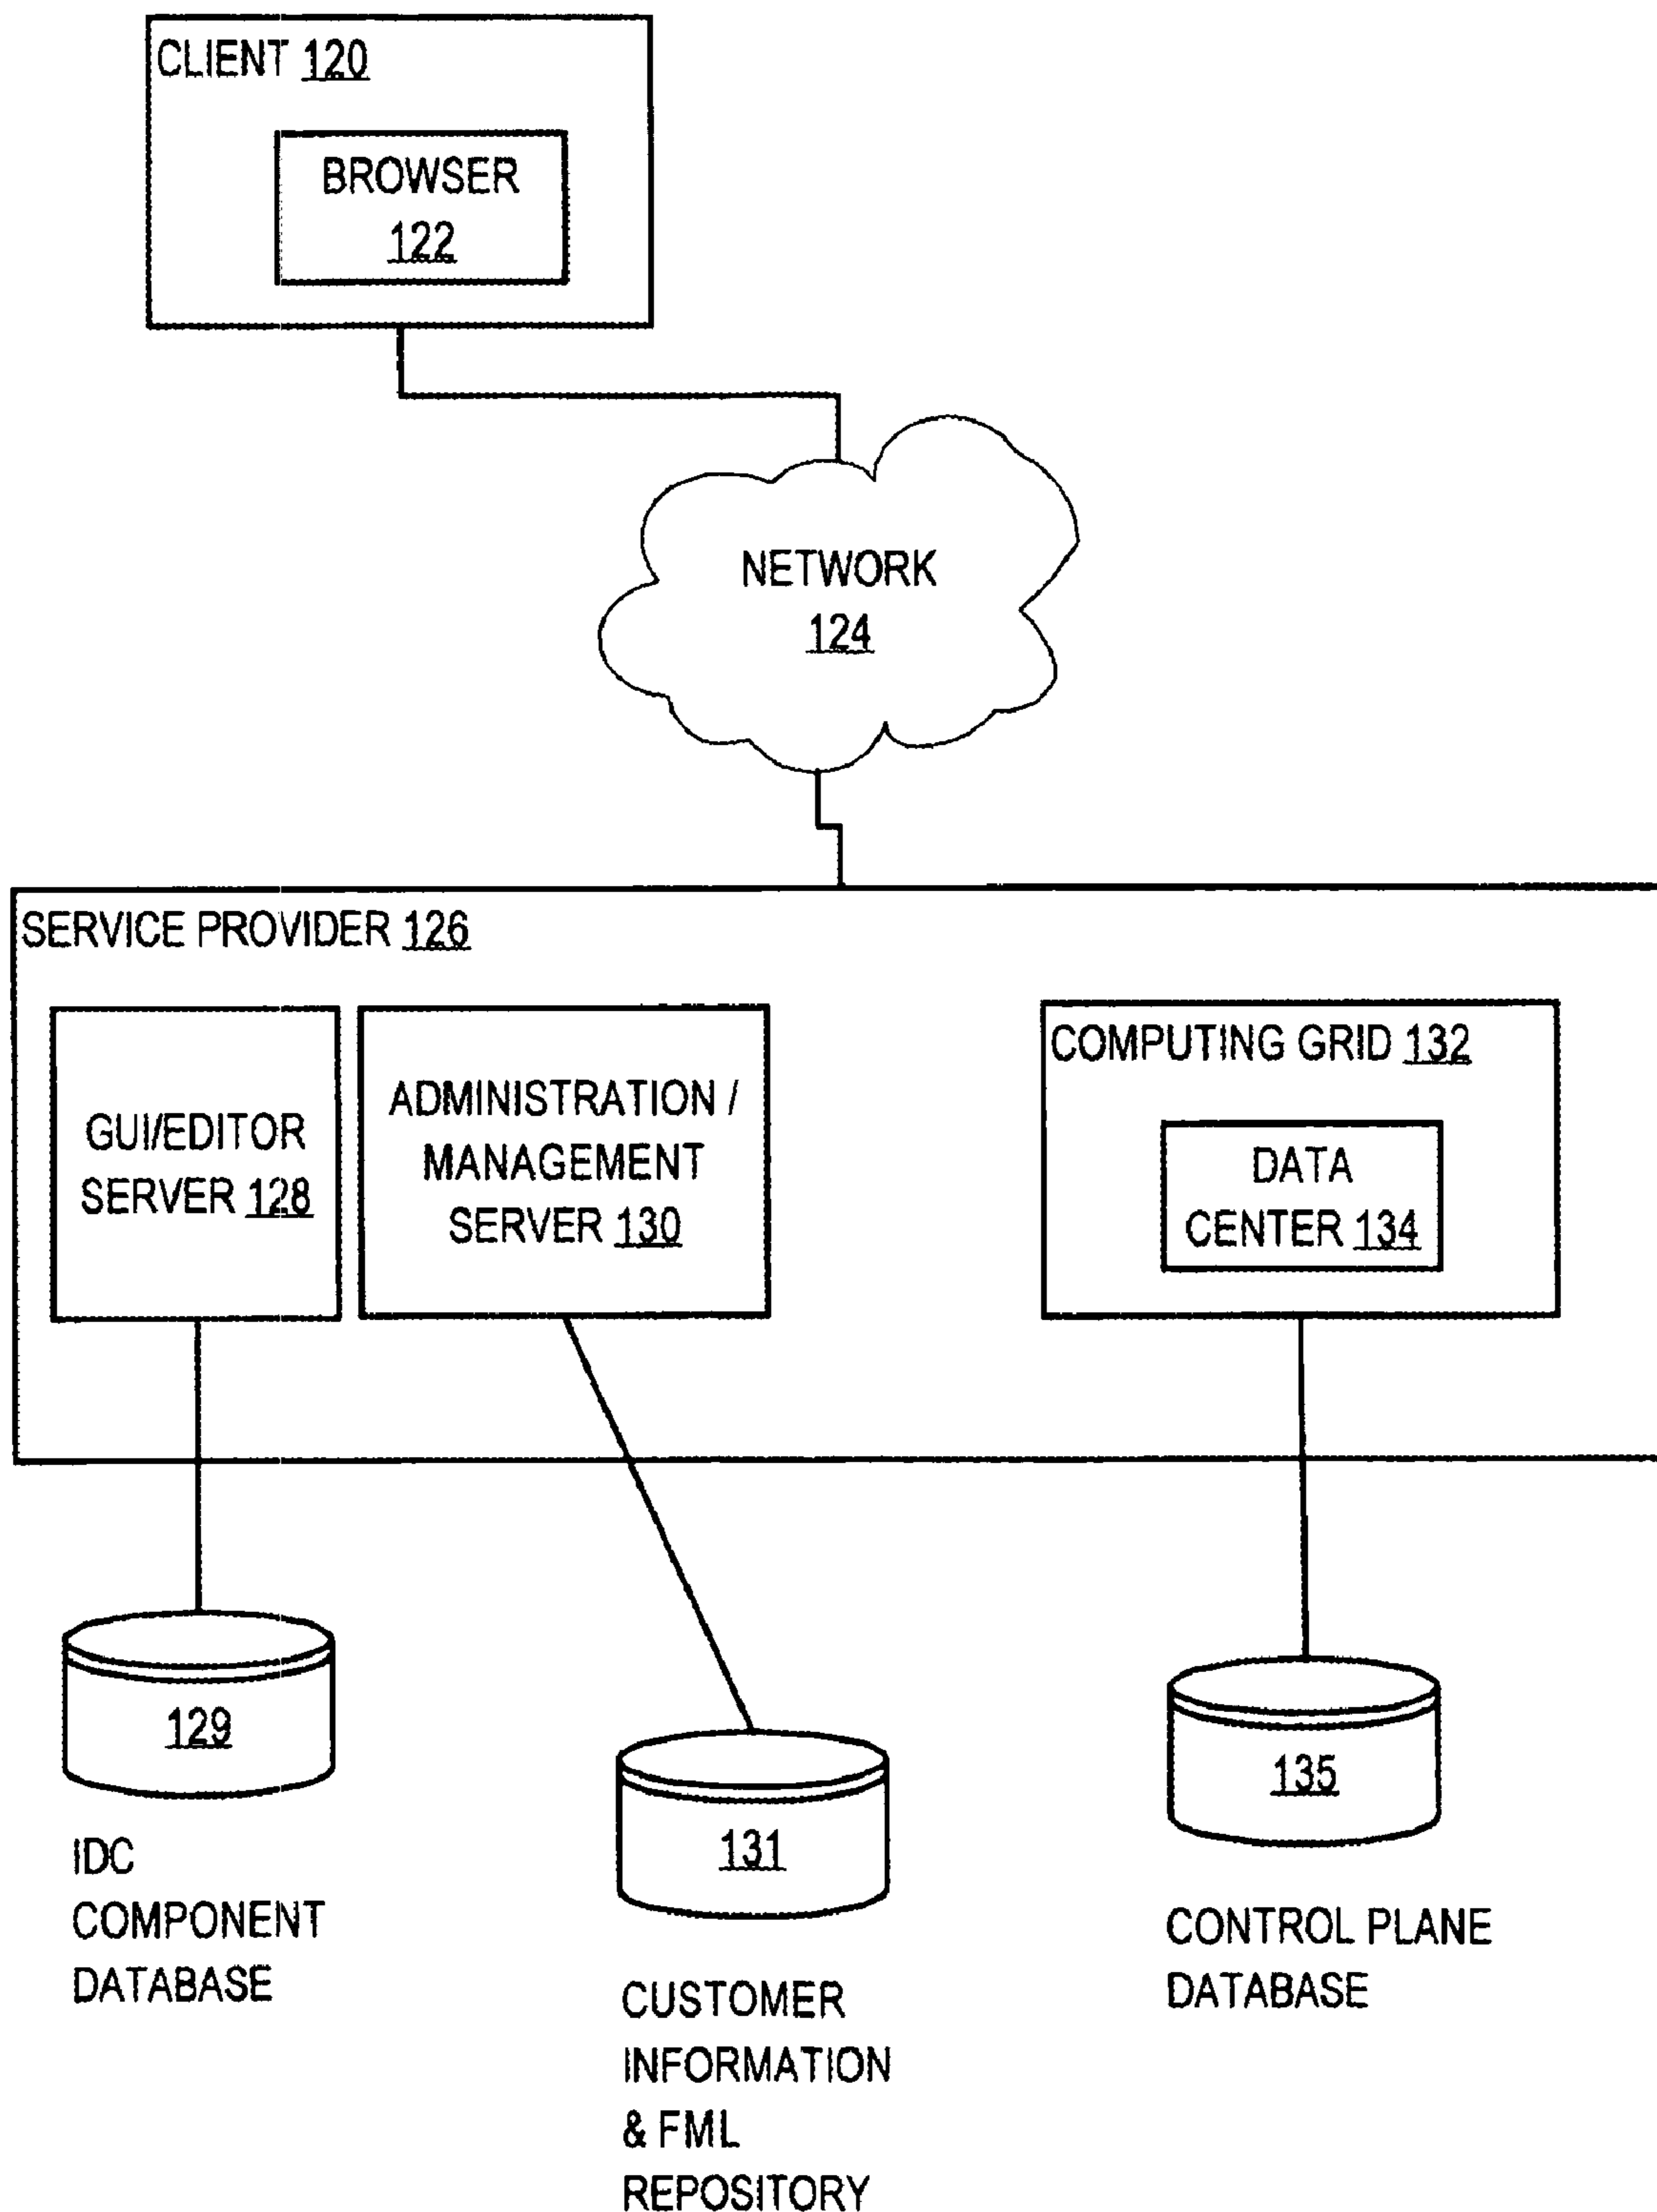 CLIENT 120
BROWSER
122
NETWORK
124
SERVICE PROVIDER 126
GUI/EDITOR
SERVER 128
ADMINISTRATION /
MANAGEMENT
SERVER 130
COMPUTING GRID 132
DATA
CENTER 134
129
IDC
COMPONENT
DATABASE
131
CUSTOMER
INFORMATION
& FML
REPOSITORY
135
CONTROL PLANE
DATABASE